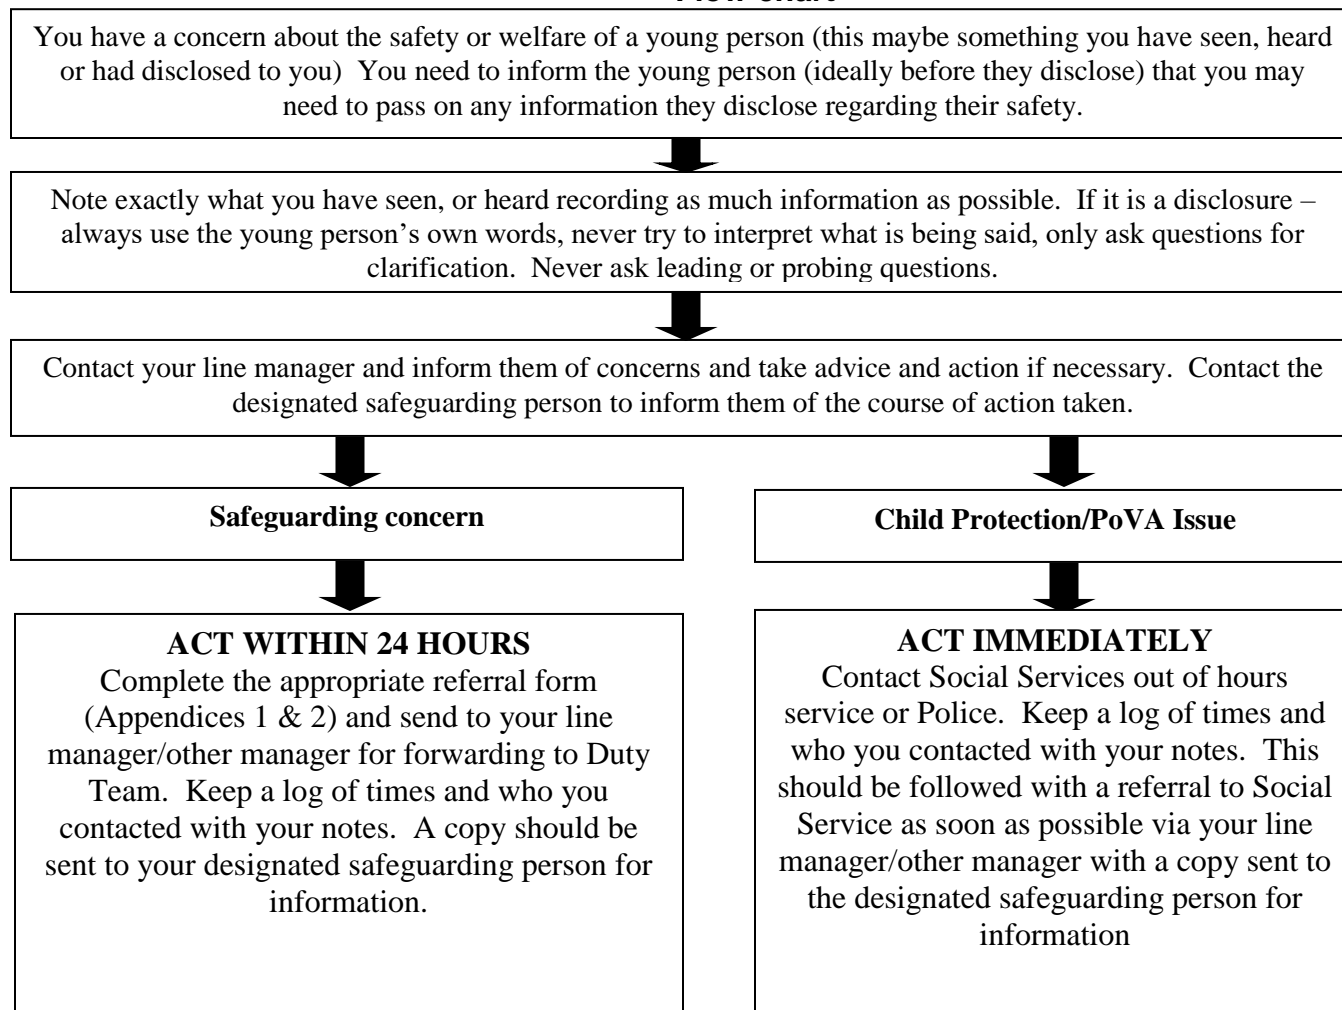 Flow chart
You have a concern about the safety or welfare of a young person (this maybe something you have seen, heard
or had disclosed to you)  You need to inform the young person (ideally before they disclose) that you may
need to pass on any information they disclose regarding their safety.
Note exactly what you have seen, or heard recording as much information as possible.  If it is a disclosure –
always use the young person’s own words, never try to interpret what is being said, only ask questions for
clarification.  Never ask leading or probing questions.
Contact your line manager and inform them of concerns and take advice and action if necessary.  Contact the
designated safeguarding person to inform them of the course of action taken.
Safeguarding concern
ACT WITHIN 24 HOURS
Complete the appropriate referral form
(Appendices 1 & 2) and send to your line
manager/other manager for forwarding to Duty
Team.  Keep a log of times and who you
contacted with your notes.  A copy should be
sent to your designated safeguarding person for
information.
Child Protection/PoVA Issue
ACT IMMEDIATELY
Contact Social Services out of hours
service or Police.  Keep a log of times and
who you contacted with your notes.  This
should be followed with a referral to Social
Service as soon as possible via your line
manager/other manager with a copy sent to
the designated safeguarding person for
information